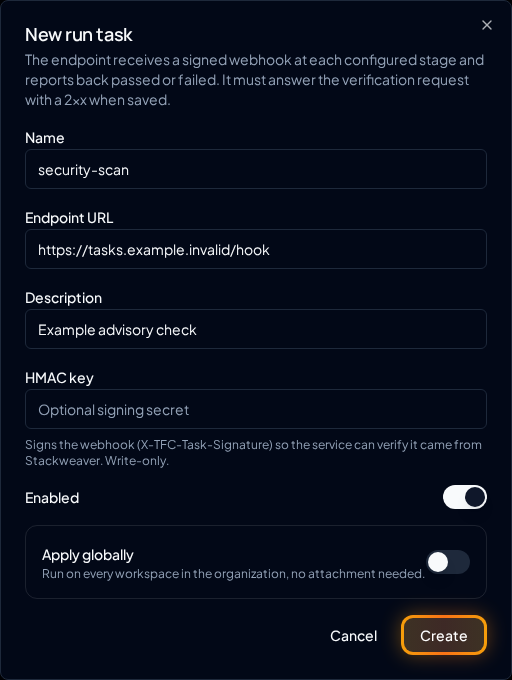 New run task
The endpoint receives a signed webhook at each configured stage and
reports back passed or failed. It must answer the verification request
with a 2xx when saved.
Name
security-scan
Endpoint URL
https://tasks.example.invalid/hook
Description
Example advisory check
HMAC key
Optional signing secret
Signs the webhook (X-TFC-Task-Signature) so the service can verify it came from
Stackweaver. Write-only.
Enabled
Apply globally
Run on every workspace in the organization, no attachment needed.
Cancel
Create